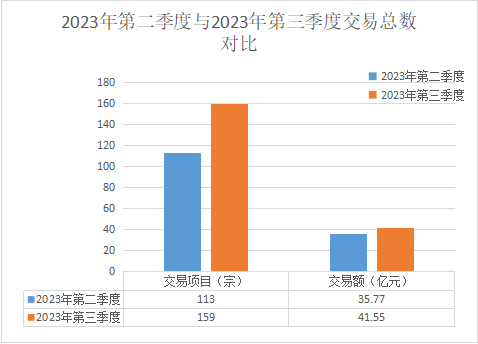 2023年第二季度与2023年第三季度交易总数
对比
2023年第二季度
2023年第三季度
180
160
140
120
100
80
60
40
20
0
交易项目（宗） 交易额（亿元）
2023年第二季度 113 35.77
2023年第三季度 159 41.55